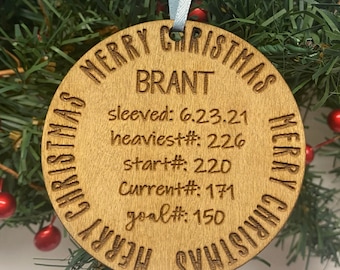 MERRY CHRISTMAS
MERRY CHRISTMAS
MERRY CHRISTMAS
MERRY CHRISTMAS
BRANT
sleeved: 6.23.21
heaviest#: 226
start#: 220
Current#: 171
goal#: 150